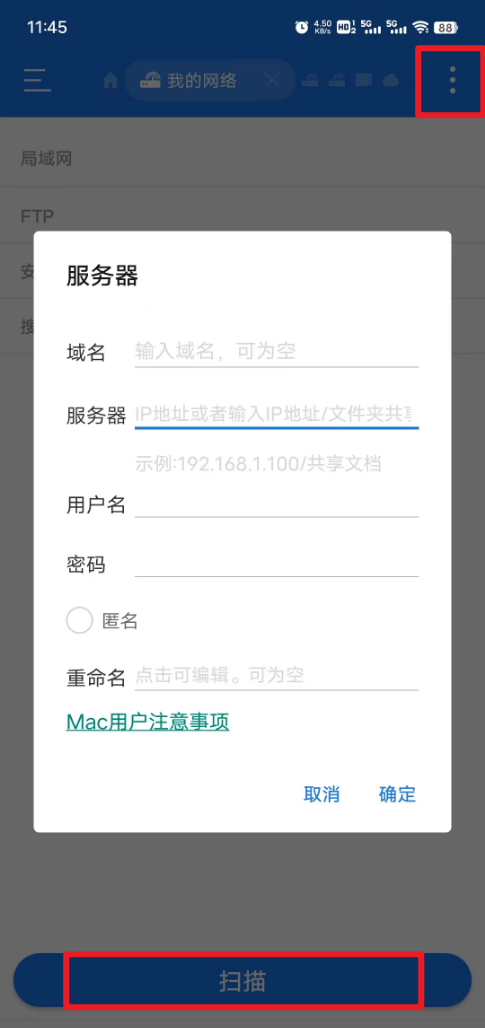 11:45
4.50 KB/s HD 1 2 5G 5G 88
我的网络
局域网
FTP
安
搜
服务器
域名 输入域名，可为空
服务器 IP地址或者输入IP地址/文件夹共享
示例:192.168.1.100/共享文档
用户名
密码
匿名
重命名 点击可编辑。可为空
Mac用户注意事项
取消 确定
扫描